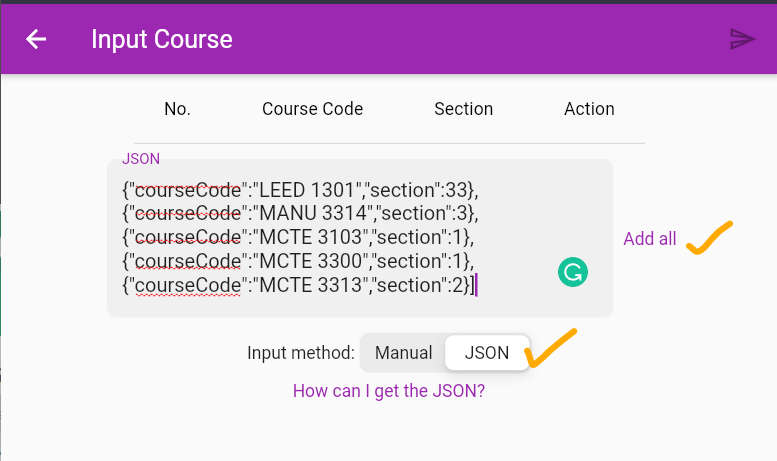 Input Course
No. Course Code Section Action
JSON
{"courseCode":"LEED 1301","section":33},
{"courseCode":"MANU 3314","section":3},
{"courseCode":"MCTE 3103","section":1},
{"courseCode":"MCTE 3300","section":1},
{"courseCode":"MCTE 3313","section":2}]
Add all
Input method: Manual JSON
How can I get the JSON?